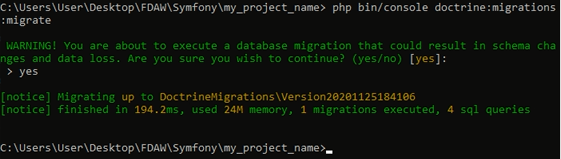 C:\Users\User\Desktop\FDAW\Symfony\my_project_name> php bin/console doctrine:migrations
:migrate
WARNING! You are about to execute a database migration that could result in schema cha
nges and data loss. Are you sure you wish to continue? (yes/no) [yes]:
> yes
[notice] Migrating up to DoctrineMigrations\Version20201125184106
[notice] finished in 194.2ms, used 24M memory, 1 migrations executed, 4 sql queries
C:\Users\User\Desktop\FDAW\Symfony\my_project_name>